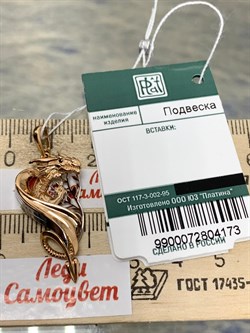 наименование
изделия
Подвеска
ВСТАВКИ:
ОСТ 117-3-002-95
Изготовлено ООО ЮЗ "Платина"
9900072804173
СДЕЛАНО В РОССИИ
Леди
Самоцвет
ГОСТ 17435-